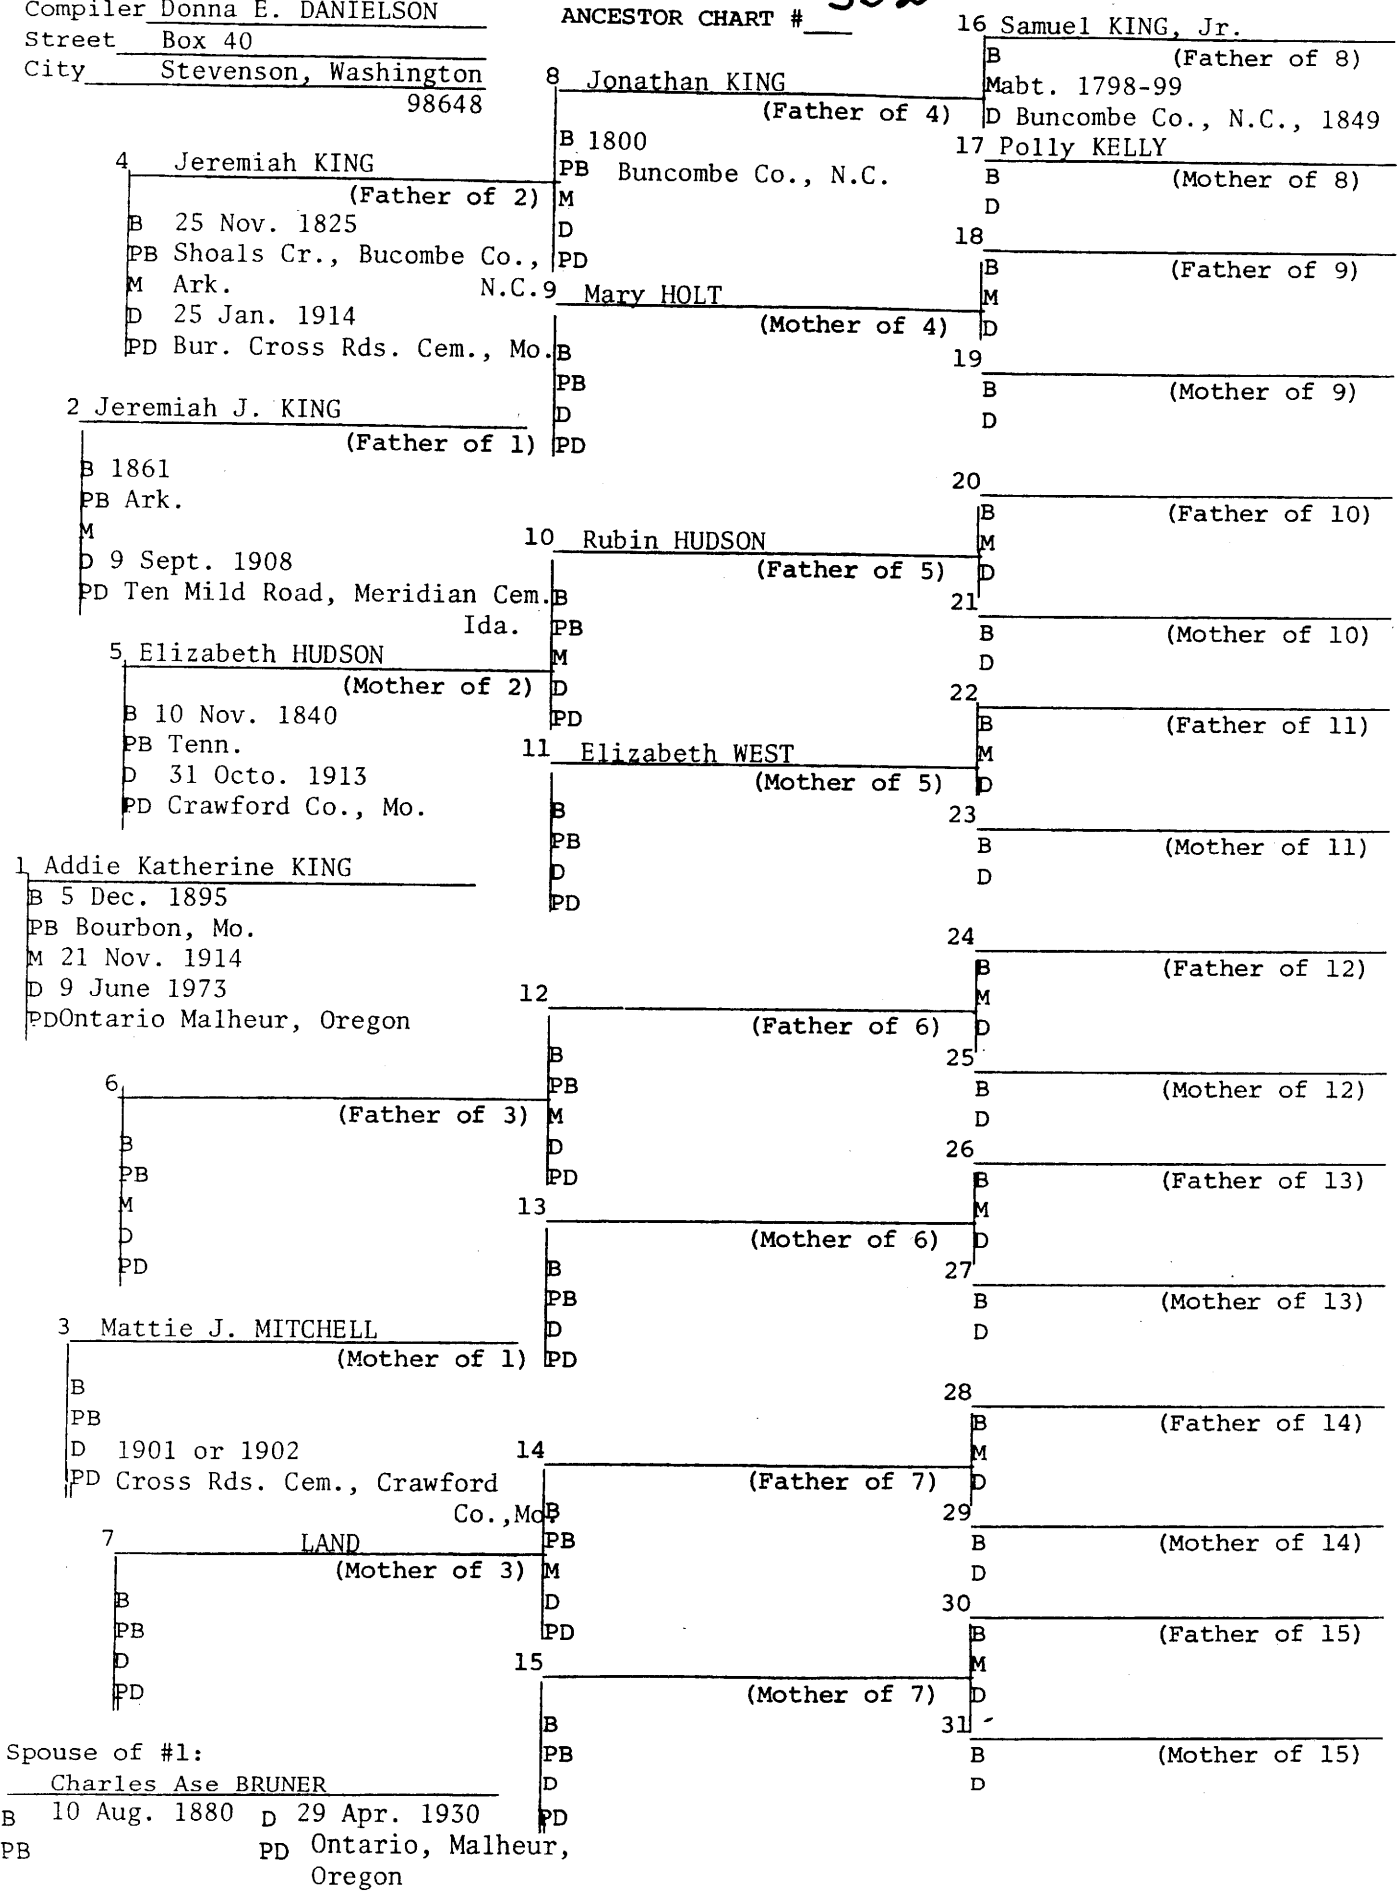 Compiler Donna E. DANIELSON
Street Box 40
City Stevenson, Washington
98648
ANCESTOR CHART #
16 Samuel KING, Jr.
(Father of 8)
B
Mabt. 1798-99
D Buncombe Co., N.C., 1849
8 Jonathan KING
(Father of 4)
B 1800
PB Buncombe Co., N.C.
M
D
PD
17 Polly KELLY
(Mother of 8)
B
D
4 Jeremiah KING
(Father of 2)
B 25 Nov. 1825
PB Shoals Cr., Bucombe Co.,
N.C.
M Ark.
D 25 Jan. 1914
PD Bur. Cross Rds. Cem., Mo.
18
(Father of 9)
B
M
D
9 Mary HOLT
(Mother of 4)
B
PB
D
PD
19
(Mother of 9)
B
D
2 Jeremiah J. KING
(Father of 1)
B 1861
PB Ark.
M
D 9 Sept. 1908
PD Ten Mild Road, Meridian Cem.
Ida.
20
(Father of 10)
B
M
D
10 Rubin HUDSON
(Father of 5)
B
PB
M
D
PD
21
(Mother of 10)
B
D
5 Elizabeth HUDSON
(Mother of 2)
B 10 Nov. 1840
PB Tenn.
D 31 Octo. 1913
PD Crawford Co., Mo.
22
(Father of 11)
B
M
D
11 Elizabeth WEST
(Mother of 5)
B
PB
D
PD
23
(Mother of 11)
B
D
1 Addie Katherine KING
B 5 Dec. 1895
PB Bourbon, Mo.
M 21 Nov. 1914
D 9 June 1973
PDOntario Malheur, Oregon
24
(Father of 12)
B
M
D
12
(Father of 6)
B
PB
M
D
PD
25
(Mother of 12)
B
D
6
(Father of 3)
B
PB
M
D
PD
26
(Father of 13)
B
M
D
13
(Mother of 6)
B
PB
D
PD
27
(Mother of 13)
B
D
3 Mattie J. MITCHELL
(Mother of 1)
B
PB
D 1901 or 1902
PD Cross Rds. Cem., Crawford
Co.,Mo.
28
(Father of 14)
B
M
D
14
(Father of 7)
B
PB
M
D
PD
29
(Mother of 14)
B
D
7 LAND
(Mother of 3)
B
PB
D
PD
30
(Father of 15)
B
M
D
15
(Mother of 7)
B
PB
D
PD
31
(Mother of 15)
B
D
Spouse of #1:
Charles Ase BRUNER
B 10 Aug. 1880 D 29 Apr. 1930
PB PD Ontario, Malheur,
Oregon